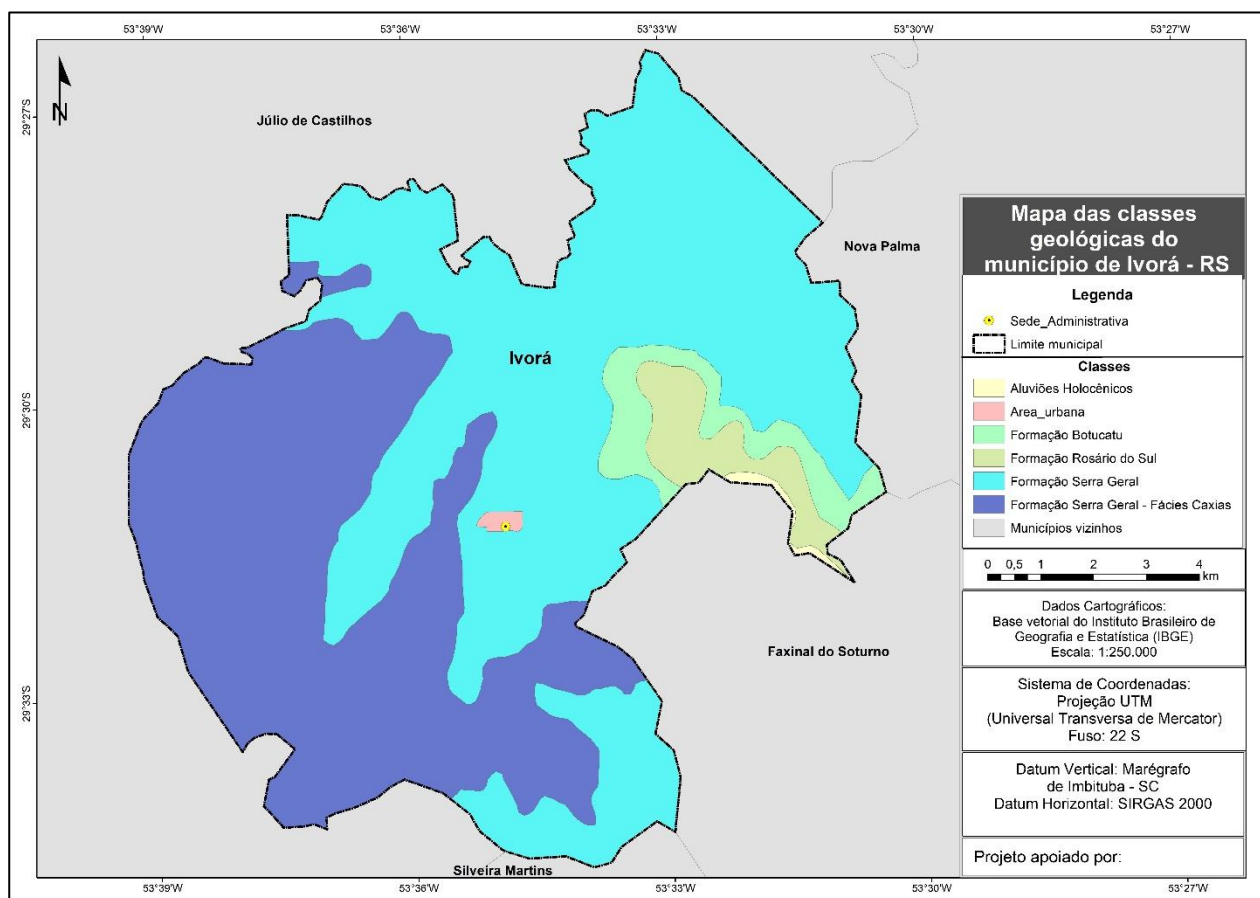 53°39'W
53°36'W
53°33'W
53°30'W
53°27'W
29°27'S
29°30'S
29°33'S
N
Júlio de Castilhos
Nova Palma
Ivorá
Faxinal do Soturno
Silveira Martins
53°39'W
53°36'W
53°33'W
53°30'W
53°27'W
Mapa das classes
geológicas do
município de Ivorá - RS
Legenda
Sede_Administrativa
Limite municipal
Classes
Aluviões Holocênicos
Area_urbana
Formação Botucatu
Formação Rosário do Sul
Formação Serra Geral
Formação Serra Geral - Fácies Caxias
Municípios vizinhos
0 0,5 1 2 3 4
km
Dados Cartográficos:
Base vetorial do Instituto Brasileiro de
Geografia e Estatística (IBGE)
Escala: 1:250.000
Sistema de Coordenadas:
Projeção UTM
(Universal Transversa de Mercator)
Fuso: 22 S
Datum Vertical: Marégrafo
de Imbituba - SC
Datum Horizontal: SIRGAS 2000
Projeto apoiado por: